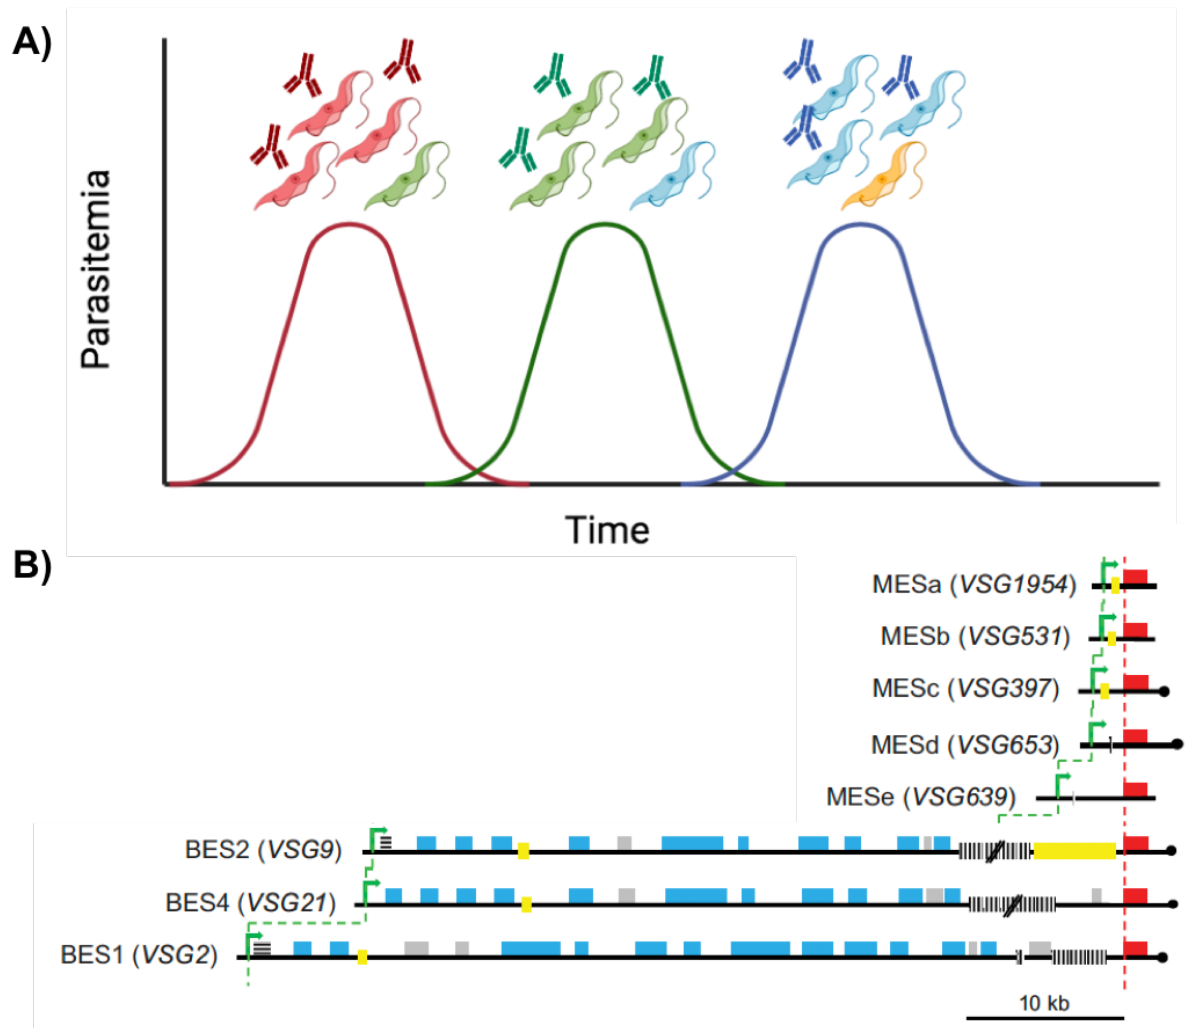 A)
Parasitemia
Time
B)
MESa (VSG1954)
MESb (VSG531)
MESc (VSG397)
MESd (VSG653)
MESe (VSG639)
BES2 (VSG9)
BES4 (VSG21)
BES1 (VSG2)
10 kb